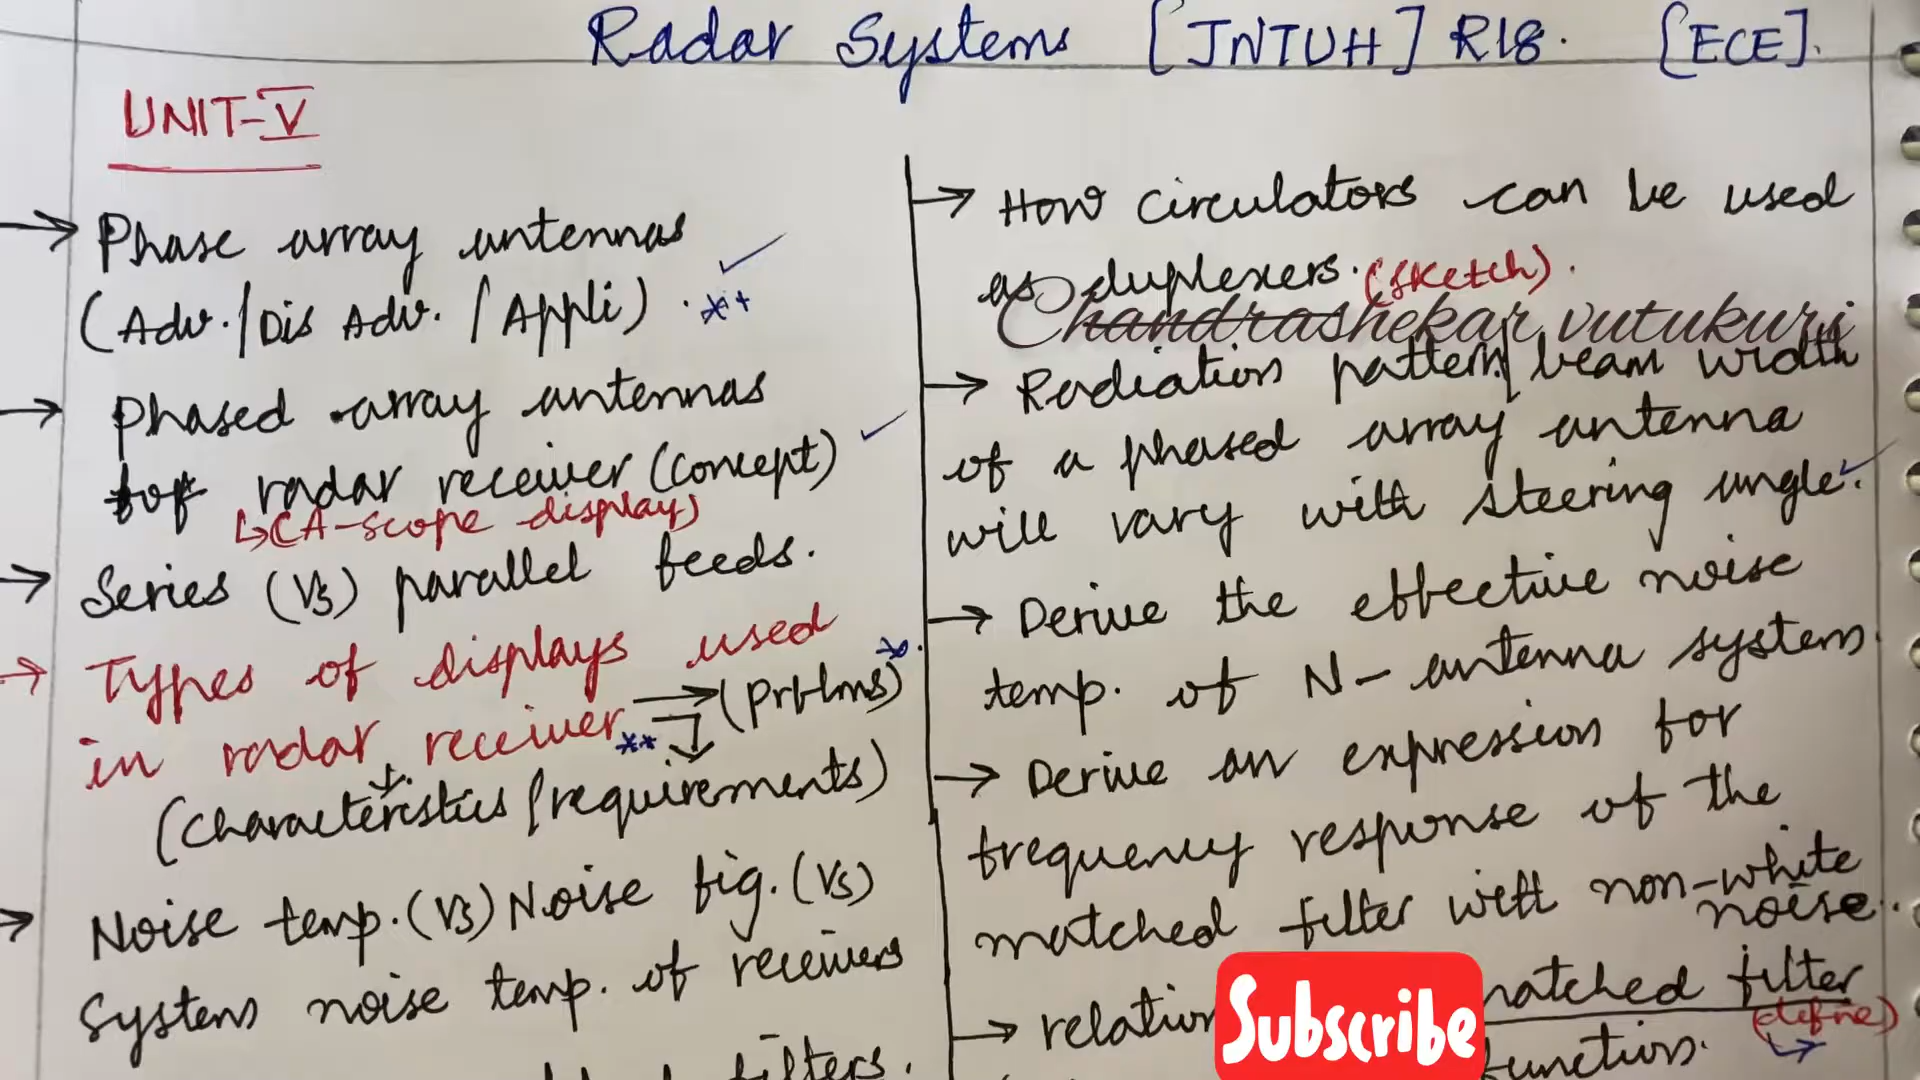 Radar Systems [JNTUH] R18. [ECE].
UNIT-V
→ Phase array antennas
(Adv./Dis Adv. / Appli) . **+
→ Phased array antennas
for radar receiver (concept)
↳ (A-scope display)
→ Series (Vs) parallel feeds.
→ Types of displays used
in radar receiver ** → (Prblms)
(characteristics / requirements)
→ Noise temp. (Vs) Noise fig. (Vs)
System noise temp. of receivers
filters.
→ How circulators can be used
as duplexers. (sketch).
Chandrashekar vutukuri
→ Radiation pattern/beam width
of a phased array antenna
will vary with steering angle.
→ Derive the effective noise
temp. of N-antenna system.
→ Derive an expression for
frequency response of the
matched filter with non-white
noise.
→ relation matched filter
(define)
function.
Subscribe